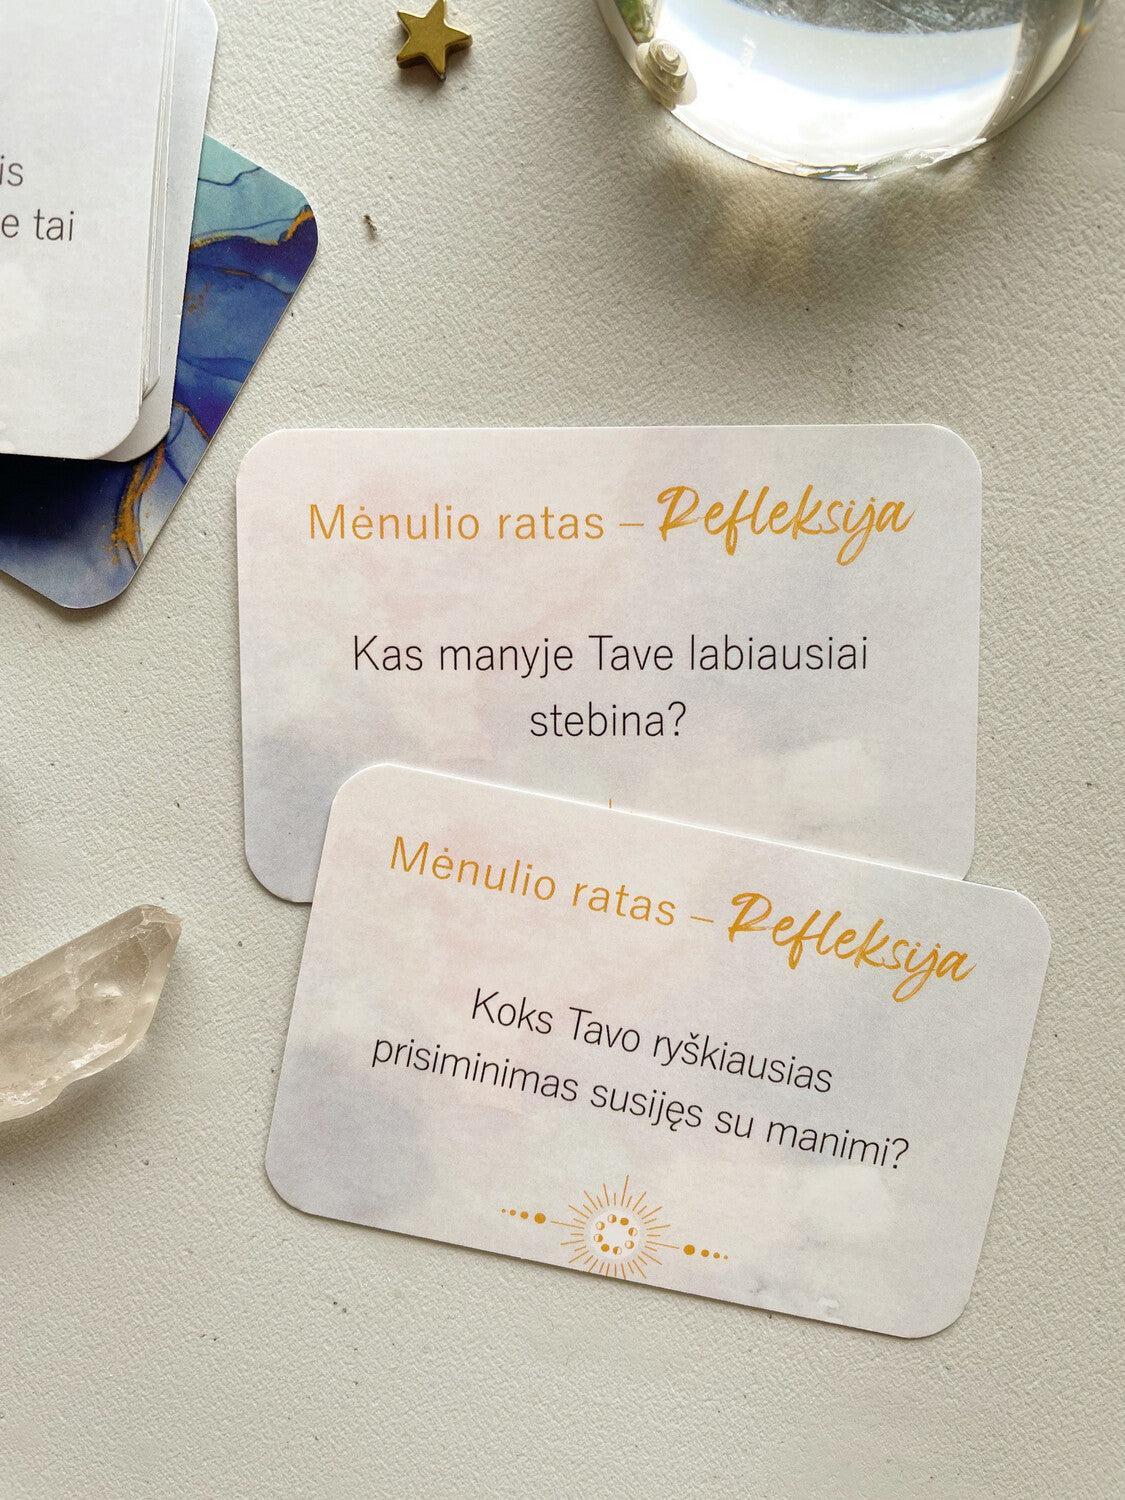 is
e tai
Mėnulio ratas – Refleksija
Kas manyje Tave labiausiai
stebina?
Mėnulio ratas – Refleksija
Koks Tavo ryškiausias
prisiminimas susijęs su manimi?